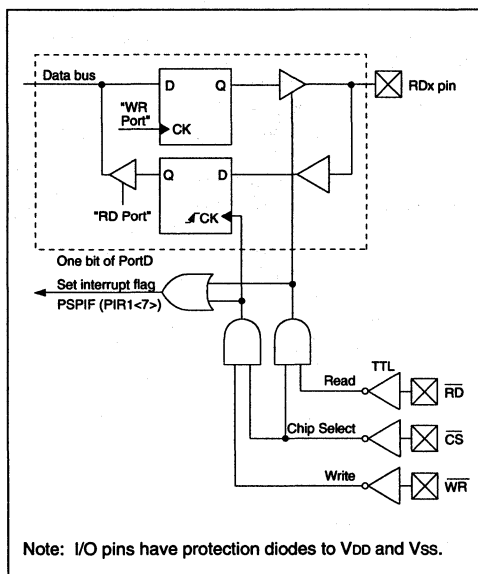 Data bus
D Q
RDx pin
"WR
Port"
CK
Q D
"RD Port"
CK
One bit of PortD
Set interrupt flag
PSPIF (PIR1<7>)
TTL
Read
RD
Chip Select
CS
Write
WR
Note: I/O pins have protection diodes to VDD and VSS.